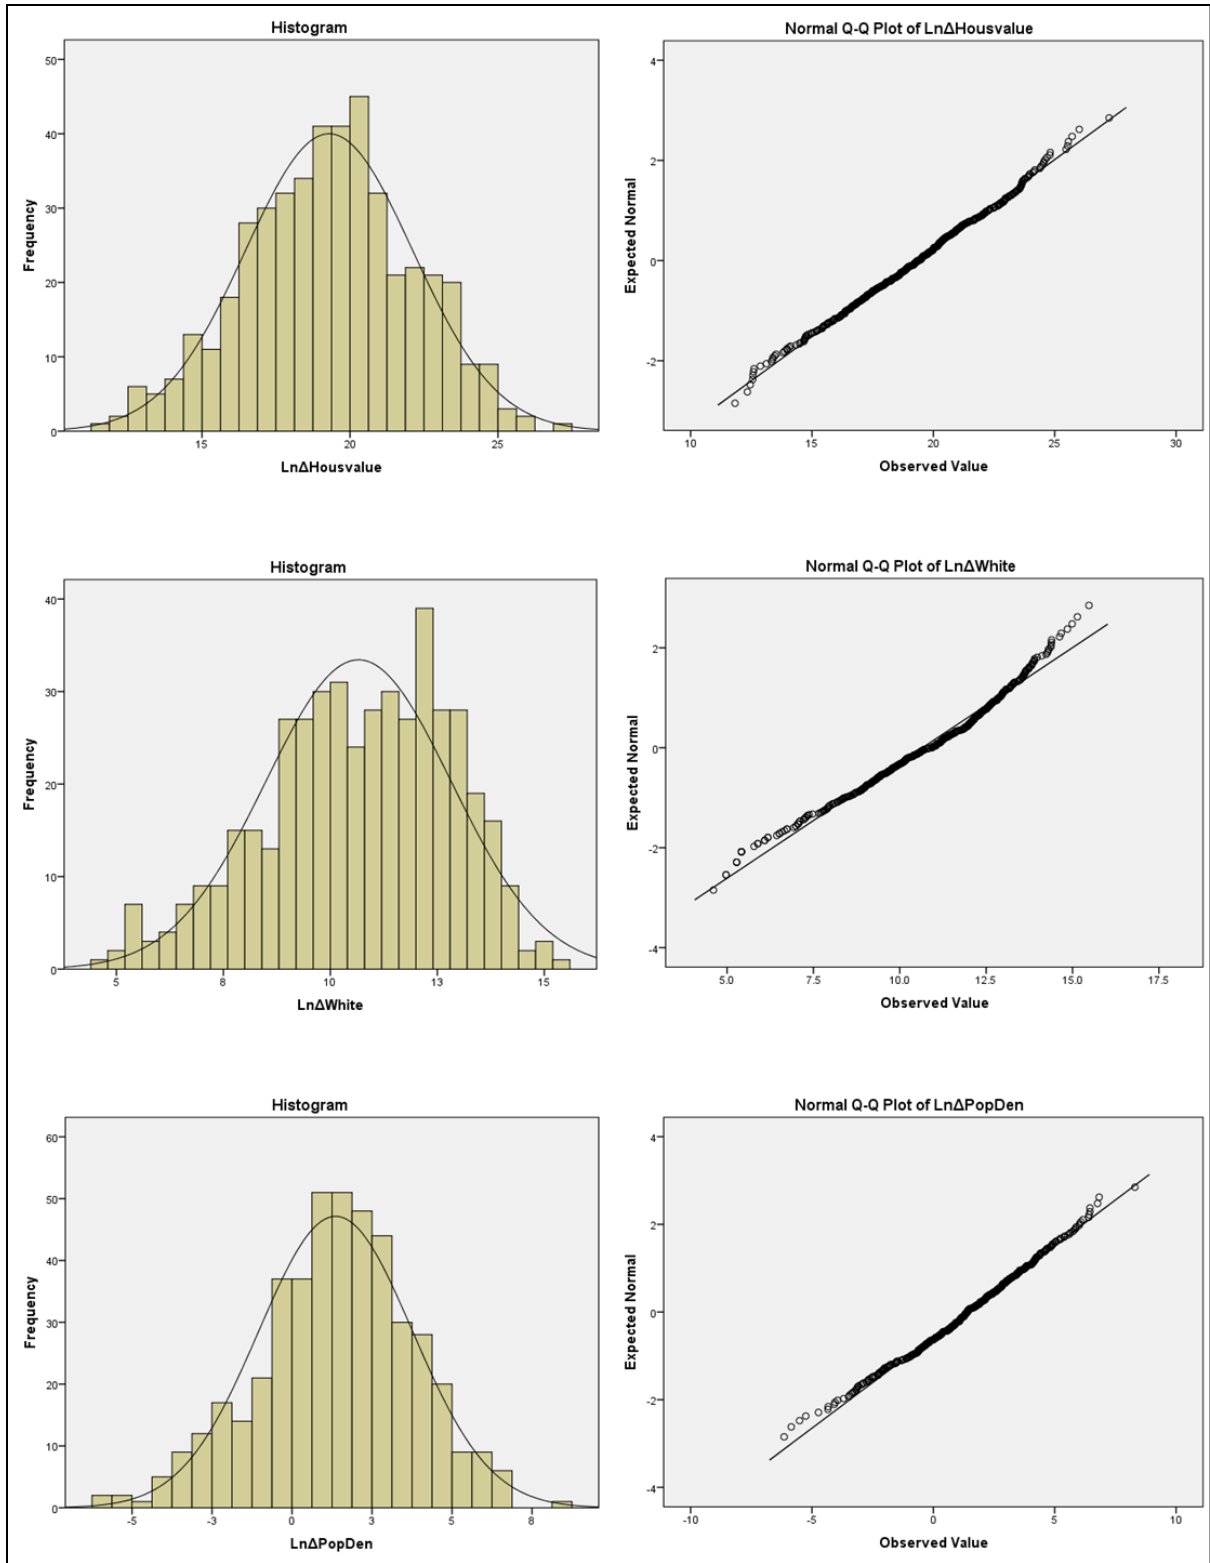 Histogram
50
40
30
20
10
0
Frequency
15 20 25
LnΔHousvalue
Normal Q-Q Plot of LnΔHousvalue
4
2
0
-2
Expected Normal
10 15 20 25 30
Observed Value
Histogram
40
30
20
10
0
Frequency
5 8 10 13 15
LnΔWhite
Normal Q-Q Plot of LnΔWhite
2
0
-2
-4
Expected Normal
5.0 7.5 10.0 12.5 15.0 17.5
Observed Value
Histogram
60
50
40
30
20
10
0
Frequency
-5 -3 0 3 5 8
LnΔPopDen
Normal Q-Q Plot of LnΔPopDen
4
2
0
-2
-4
Expected Normal
-10 -5 0 5 10
Observed Value